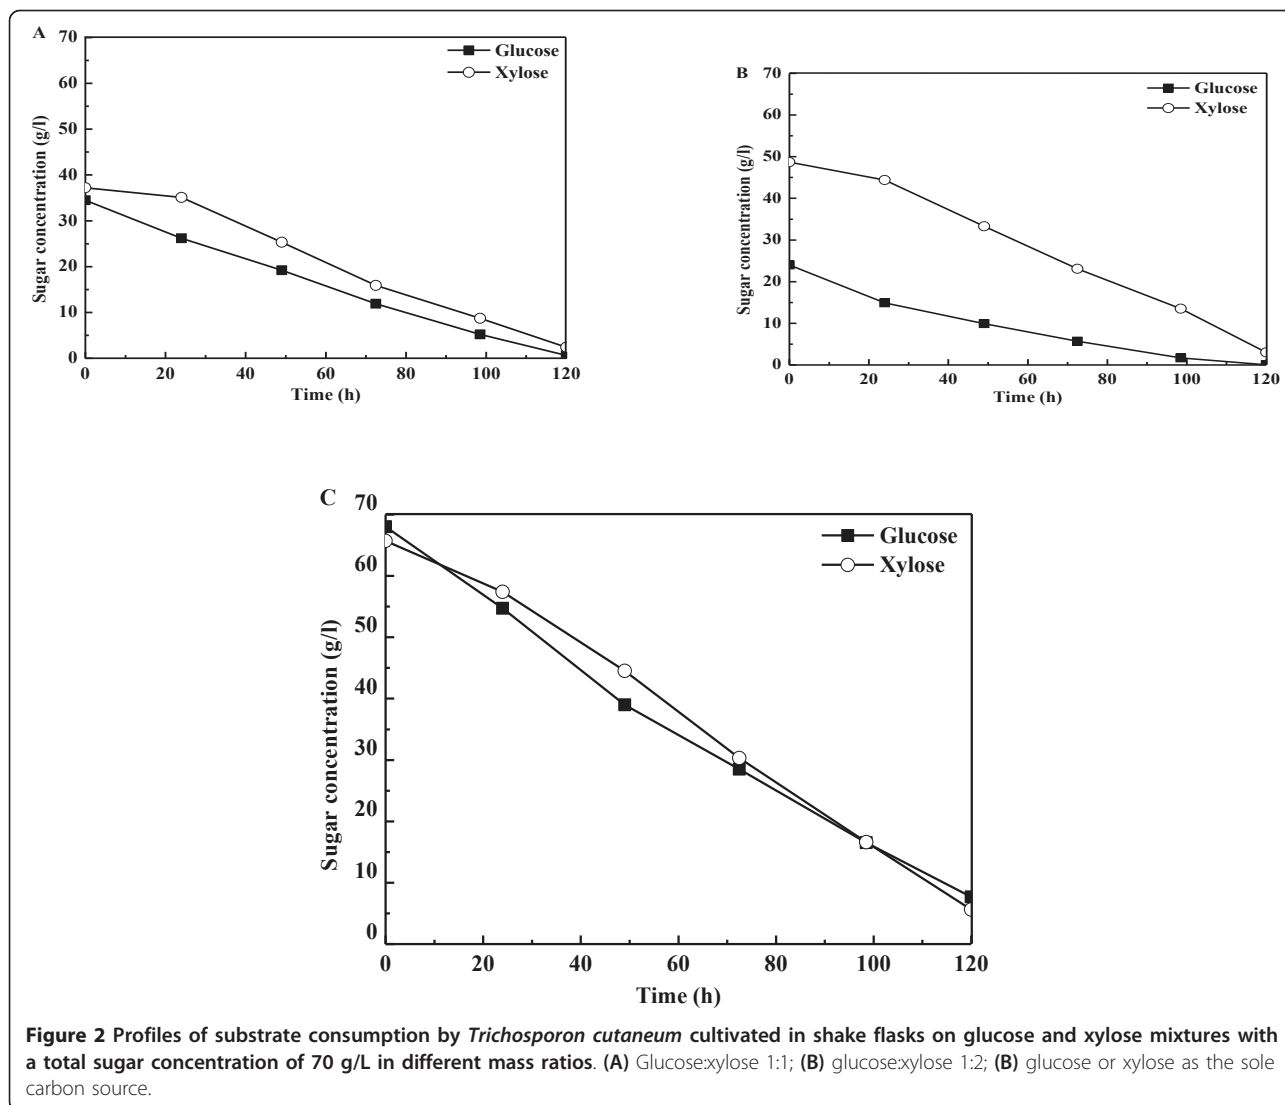 A
70
60
50
40
30
20
10
0
Sugar concentration (g/l)
0 20 40 60 80 100 120
Time (h)
Glucose
Xylose
B
70
60
50
40
30
20
10
0
Sugar concentration (g/l)
0 20 40 60 80 100 120
Time (h)
Glucose
Xylose
C
70
60
50
40
30
20
10
0
Sugar concentration (g/l)
0 20 40 60 80 100 120
Time (h)
Glucose
Xylose
Figure 2 Profiles of substrate consumption by Trichosporon cutaneum cultivated in shake flasks on glucose and xylose mixtures with
a total sugar concentration of 70 g/L in different mass ratios. (A) Glucose:xylose 1:1; (B) glucose:xylose 1:2; (B) glucose or xylose as the sole
carbon source.